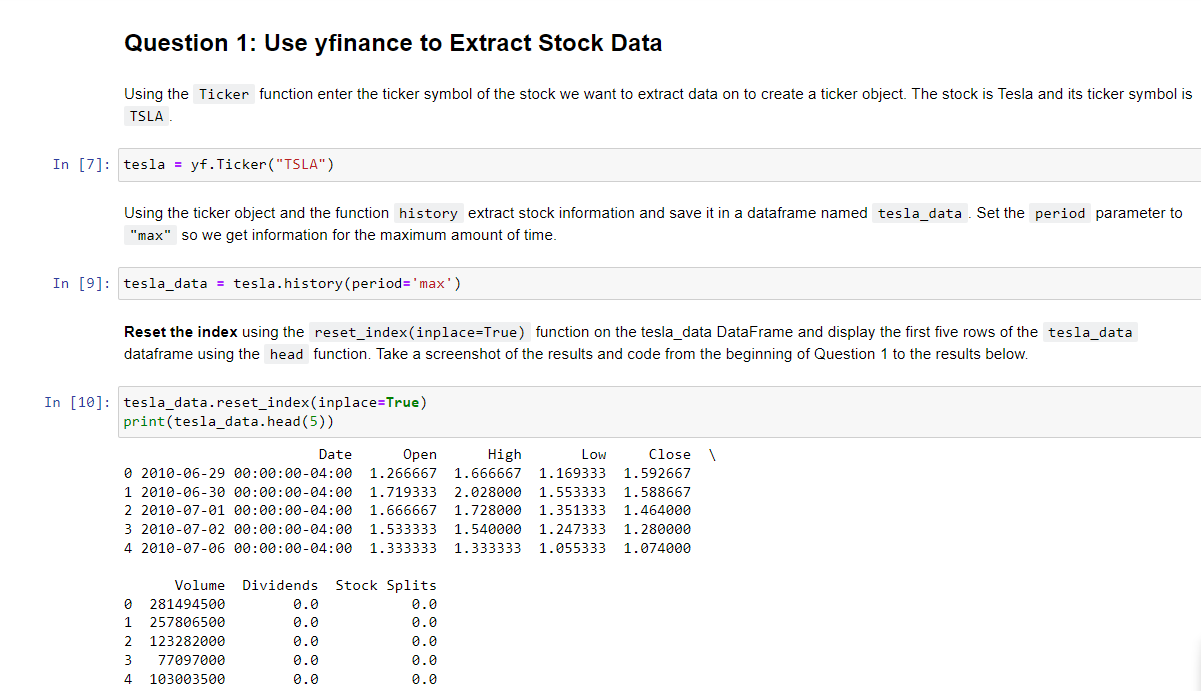 Question 1: Use yfinance to Extract Stock Data
Using the Ticker function enter the ticker symbol of the stock we want to extract data on to create a ticker object. The stock is Tesla and its ticker symbol is
TSLA .
In [7]: tesla = yf.Ticker("TSLA")
Using the ticker object and the function history extract stock information and save it in a dataframe named tesla_data . Set the period parameter to
"max" so we get information for the maximum amount of time.
In [9]: tesla_data = tesla.history(period='max')
Reset the index using the reset_index(inplace=True) function on the tesla_data DataFrame and display the first five rows of the tesla_data
dataframe using the head function. Take a screenshot of the results and code from the beginning of Question 1 to the results below.
In [10]: tesla_data.reset_index(inplace=True)
print(tesla_data.head(5))
Date Open High Low Close \
0 2010-06-29 00:00:00-04:00 1.266667 1.666667 1.169333 1.592667
1 2010-06-30 00:00:00-04:00 1.719333 2.028000 1.553333 1.588667
2 2010-07-01 00:00:00-04:00 1.666667 1.728000 1.351333 1.464000
3 2010-07-02 00:00:00-04:00 1.533333 1.540000 1.247333 1.280000
4 2010-07-06 00:00:00-04:00 1.333333 1.333333 1.055333 1.074000
Volume Dividends Stock Splits
0 281494500 0.0 0.0
1 257806500 0.0 0.0
2 123282000 0.0 0.0
3 77097000 0.0 0.0
4 103003500 0.0 0.0